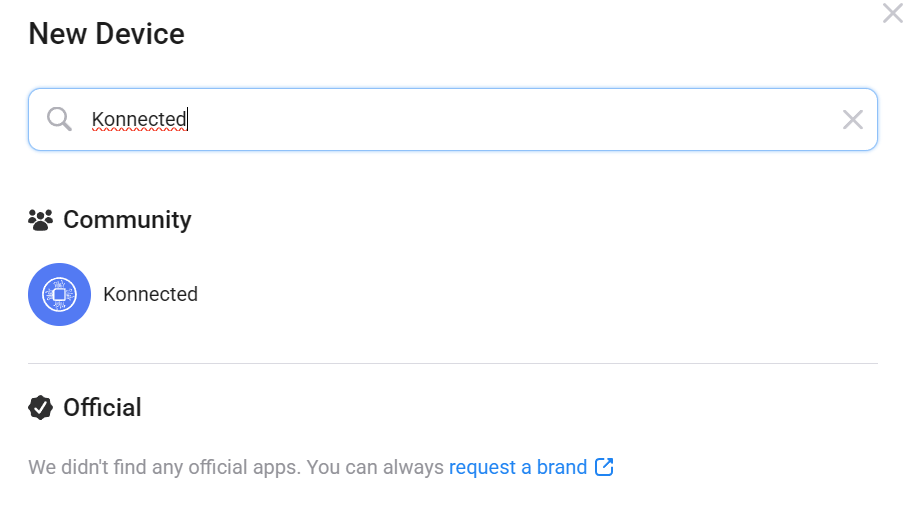 New Device
Konnected
Community
Konnected
Official
We didn't find any official apps. You can always request a brand